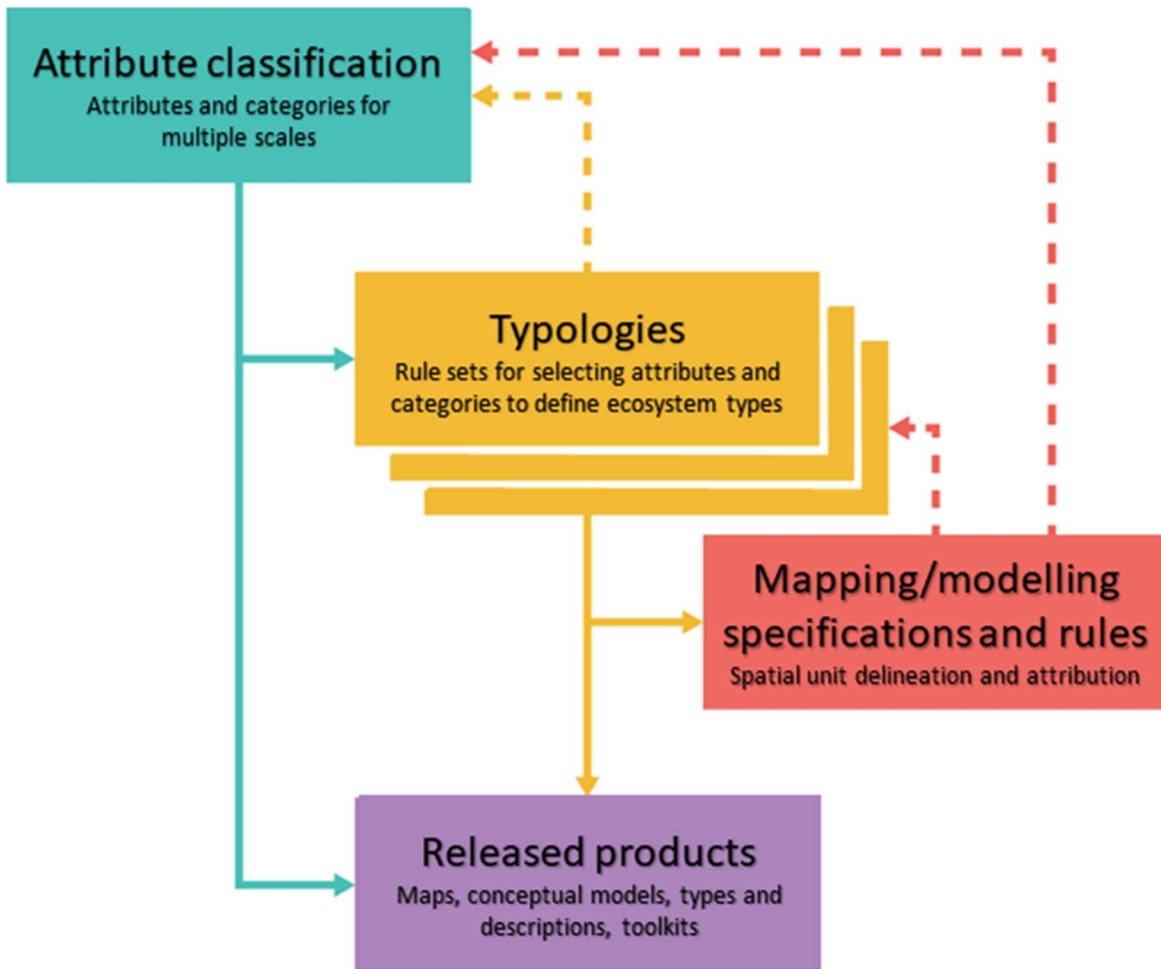 Attribute classification
Attributes and categories for
multiple scales
Typologies
Rule sets for selecting attributes and
categories to define ecosystem types
Mapping/modelling
specifications and rules
Spatial unit delineation and attribution
Released products
Maps, conceptual models, types and
descriptions, toolkits